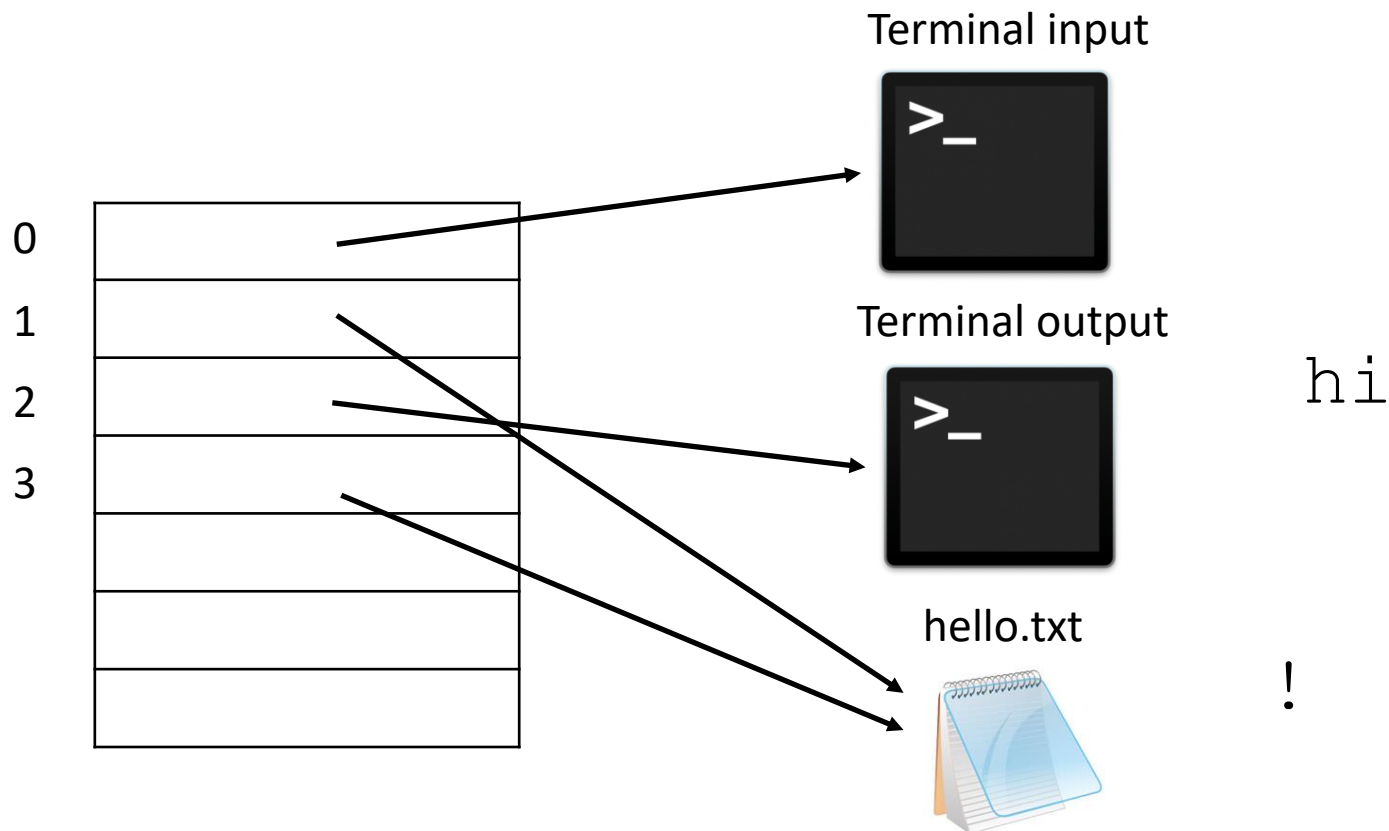 Terminal input
>_
0
1
Terminal output
hi
2
>_
3
hello.txt
!